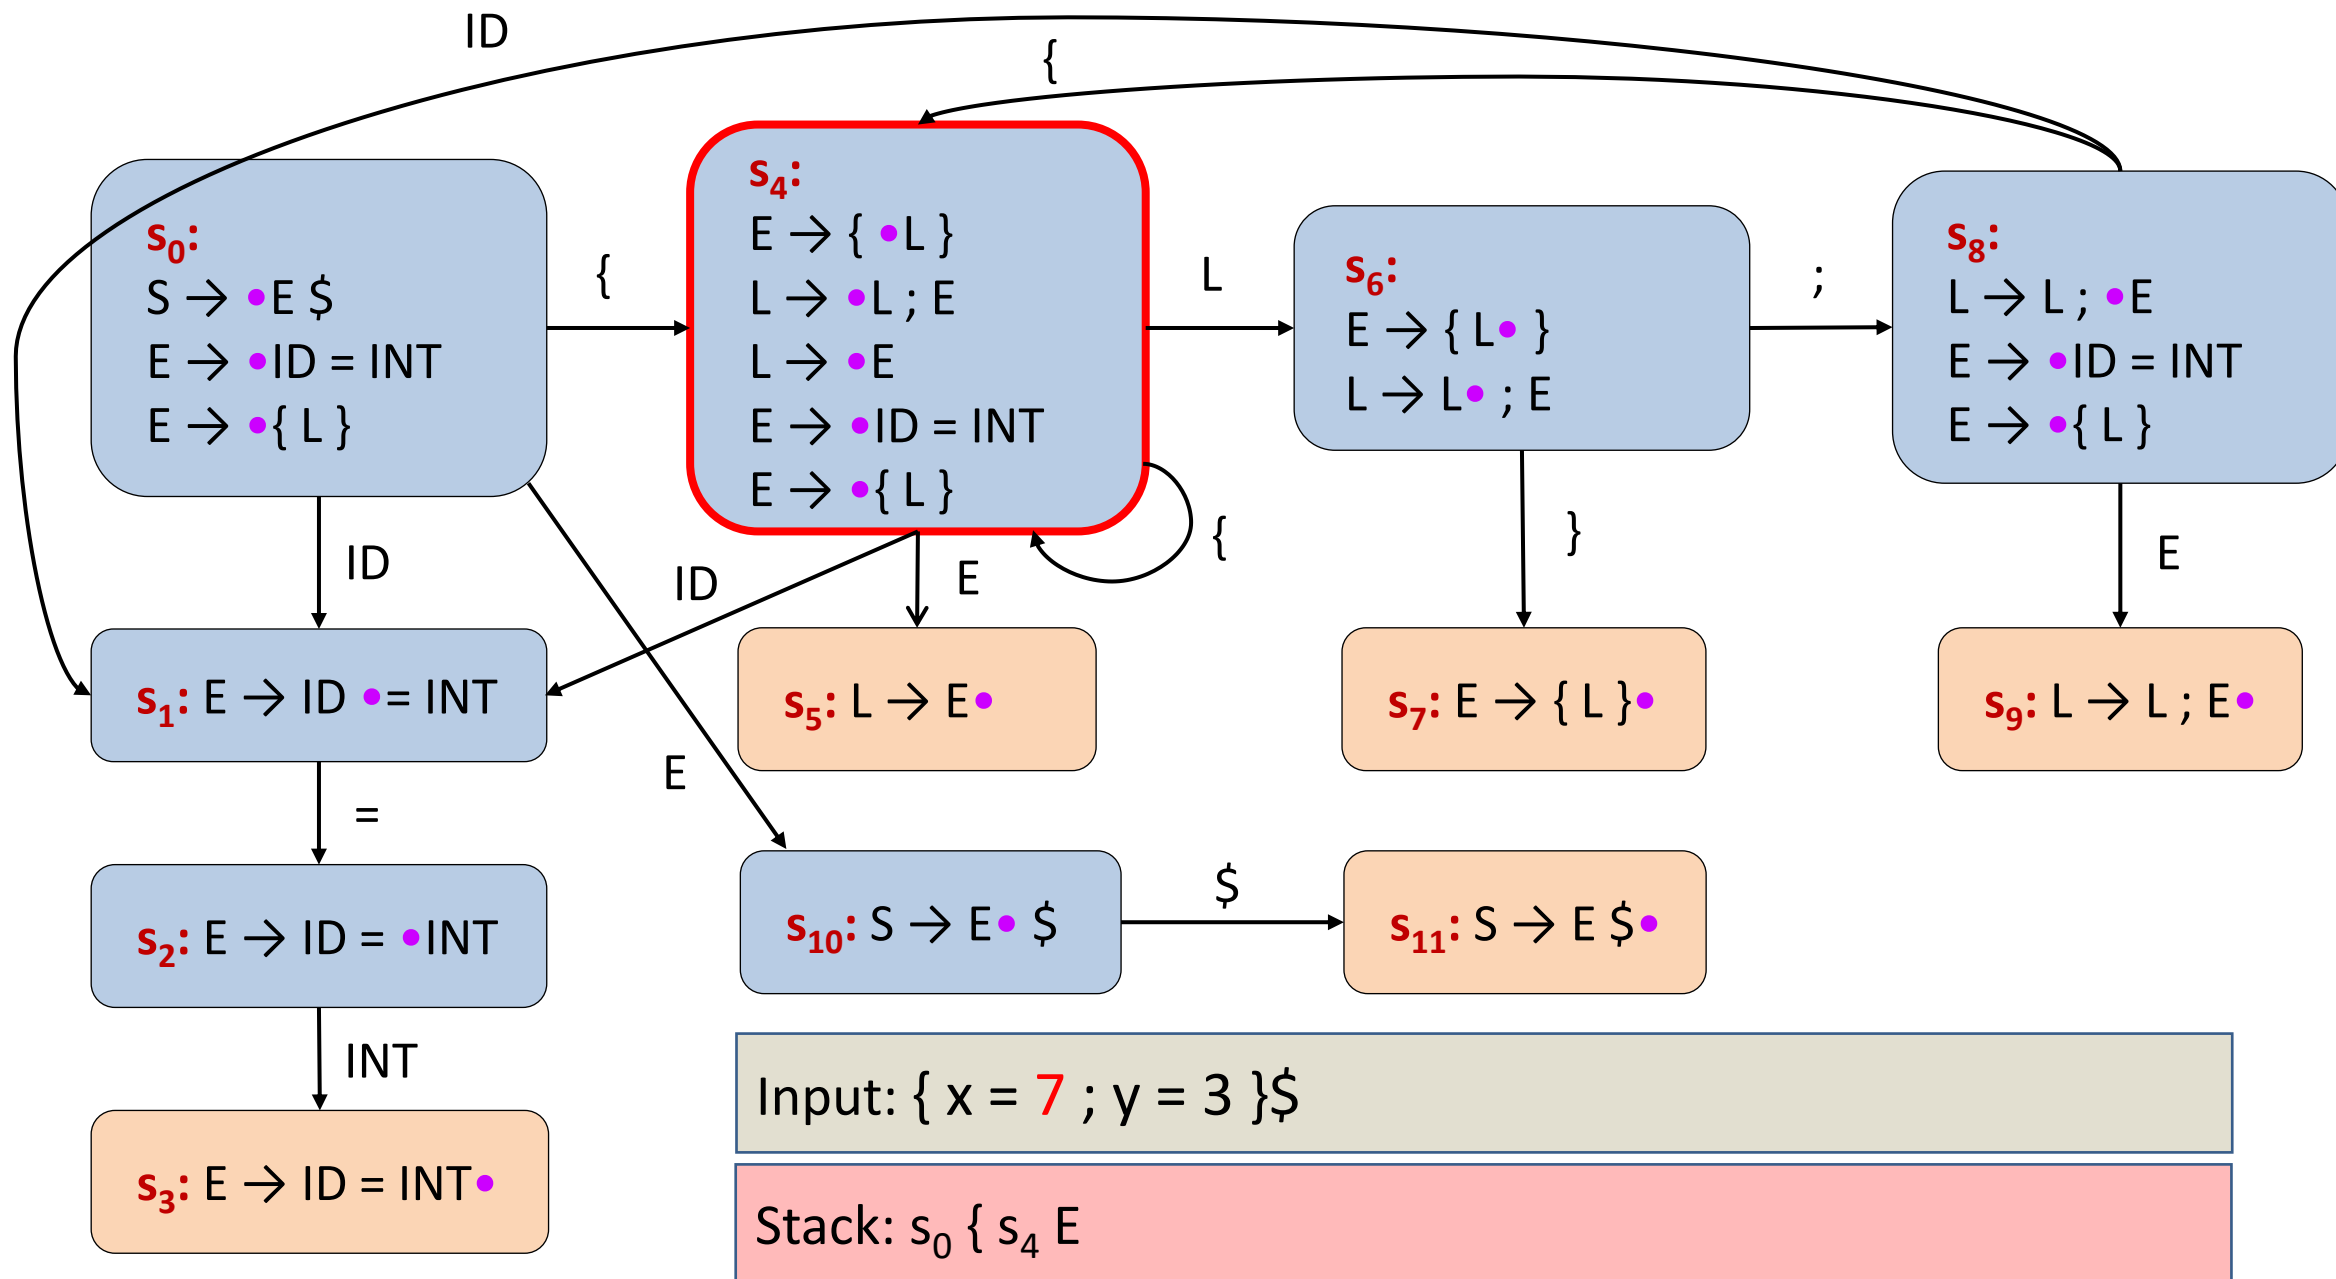 ID
{
s₀:
S → •E $
E → •ID = INT
E → •{ L }
{
s₄:
E → { •L }
L → •L ; E
L → •E
E → •ID = INT
E → •{ L }
L
s₆:
E → { L• }
L → L• ; E
;
s₈:
L → L ; •E
E → •ID = INT
E → •{ L }
ID
ID
E
{
}
E
s₁: E → ID •= INT
s₅: L → E•
s₇: E → { L }•
s₉: L → L ; E•
E
=
s₂: E → ID = •INT
s₁₀: S → E• $
$
s₁₁: S → E $•
INT
s₃: E → ID = INT•
Input: { x = 7 ; y = 3 }$
Stack: s₀ { s₄ E